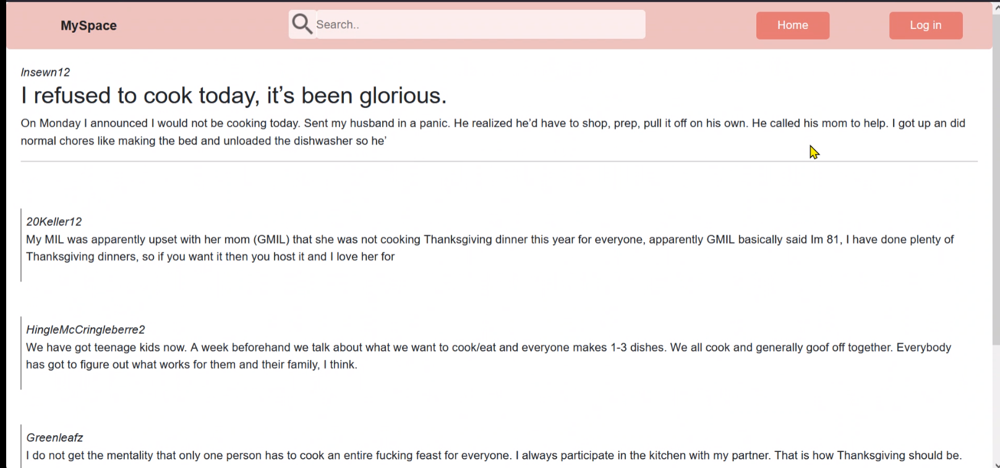 MySpace
Search..
Home
Log in
Insewn12
I refused to cook today, it’s been glorious.
On Monday I announced I would not be cooking today. Sent my husband in a panic. He realized he’d have to shop, prep, pull it off on his own. He called his mom to help. I got up an did
normal chores like making the bed and unloaded the dishwasher so he’
20Keller12
My MIL was apparently upset with her mom (GMIL) that she was not cooking Thanksgiving dinner this year for everyone, apparently GMIL basically said Im 81, I have done plenty of
Thanksgiving dinners, so if you want it then you host it and I love her for
HingleMcCringleberre2
We have got teenage kids now. A week beforehand we talk about what we want to cook/eat and everyone makes 1-3 dishes. We all cook and generally goof off together. Everybody
has got to figure out what works for them and their family, I think.
Greenleafz
I do not get the mentality that only one person has to cook an entire fucking feast for everyone. I always participate in the kitchen with my partner. That is how Thanksgiving should be.